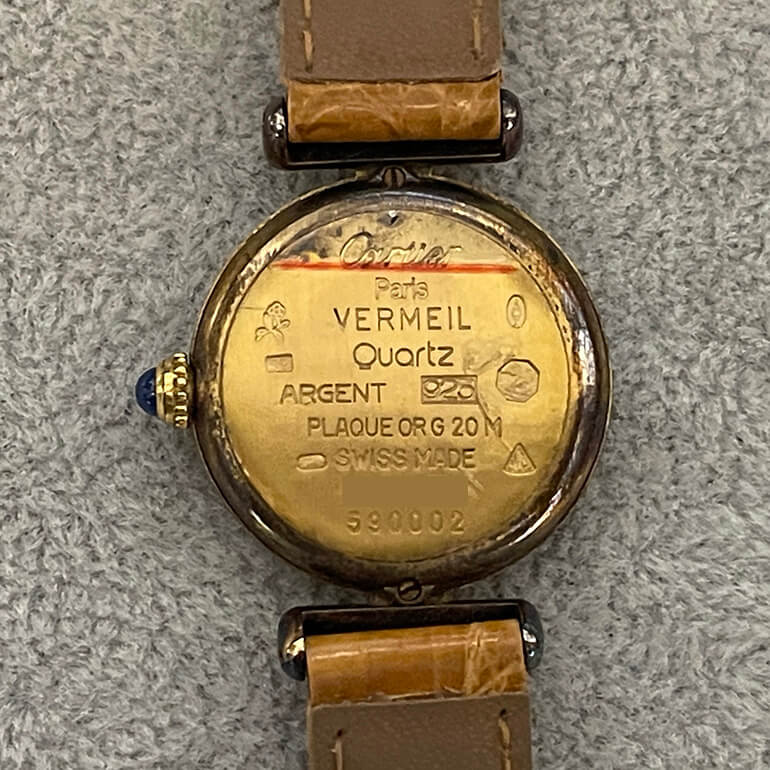 Cartier
Paris
VERMEIL
Quartz
ARGENT 925
PLAQUE OR G 20 M
SWISS MADE
590002